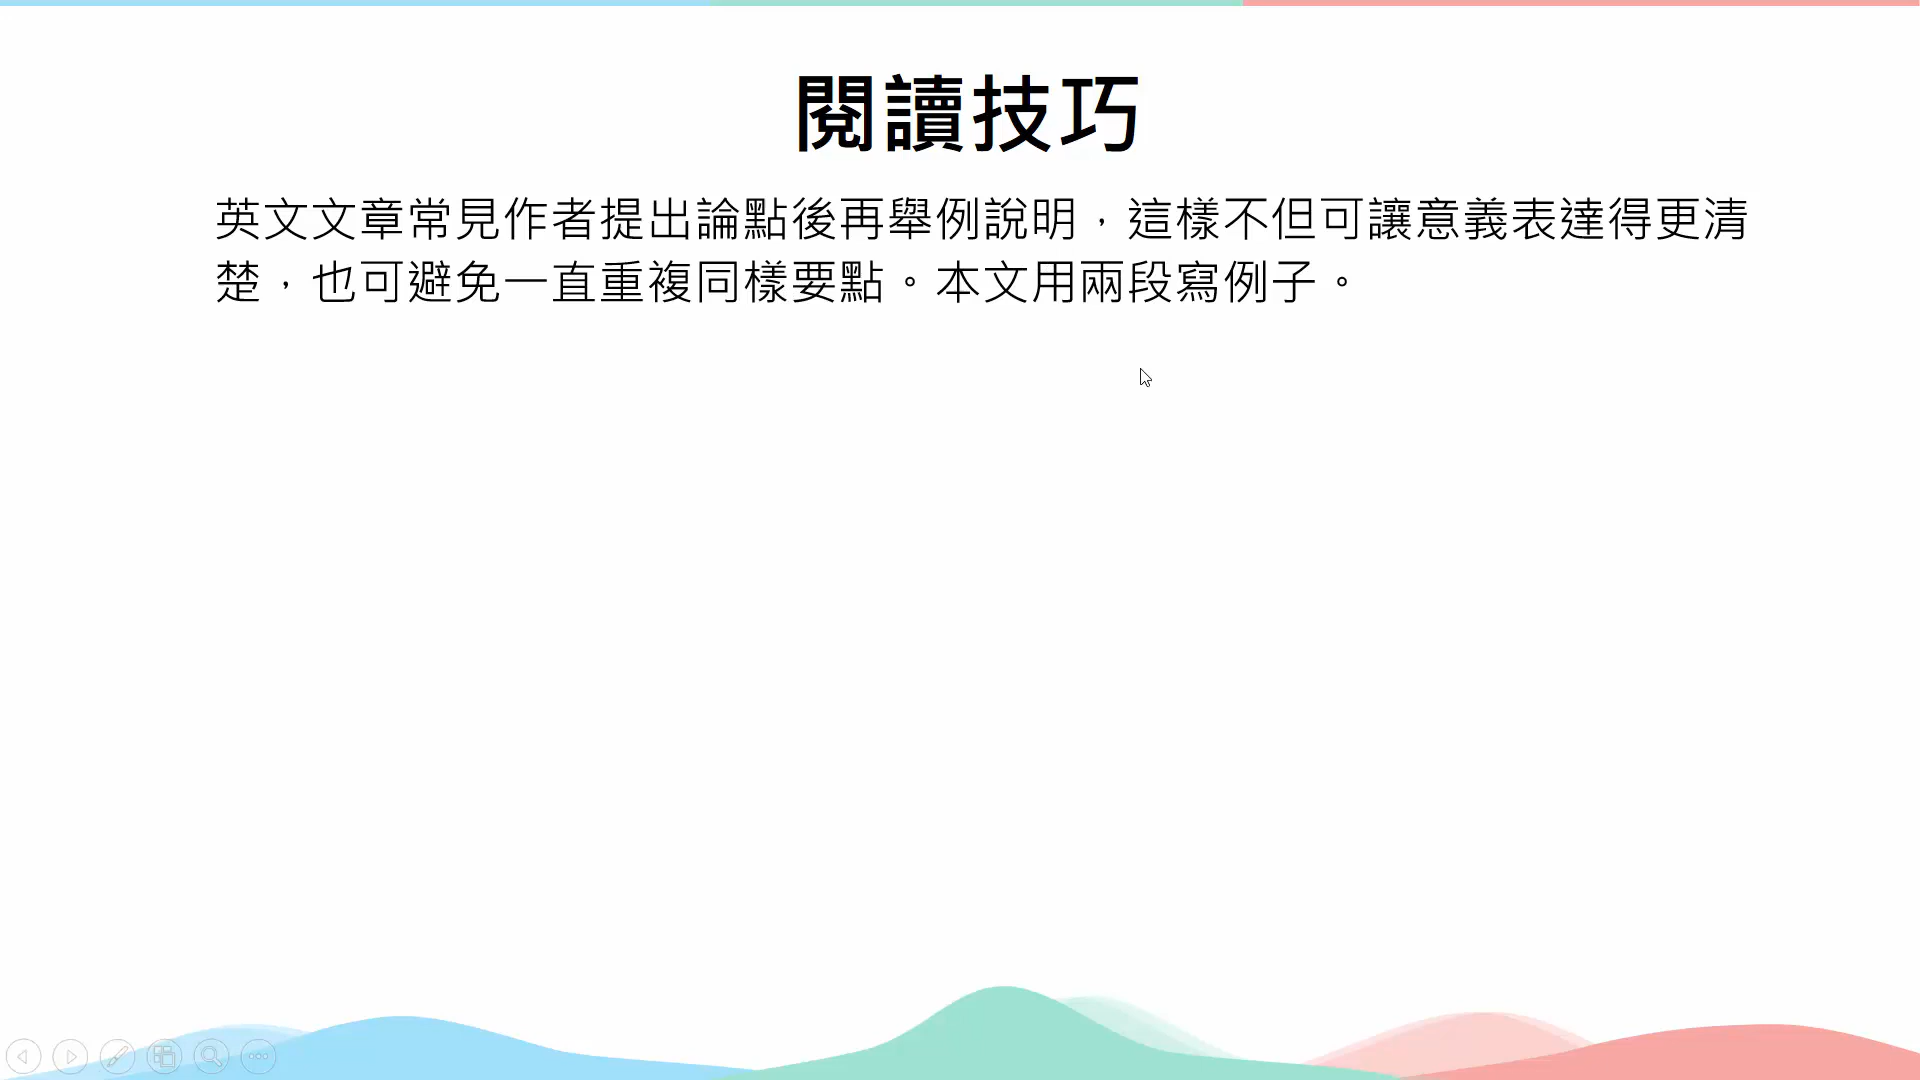 閱讀技巧
英文文章常見作者提出論點後再舉例說明，這樣不但可讓意義表達得更清
楚，也可避免一直重複同樣要點。本文用兩段寫例子。